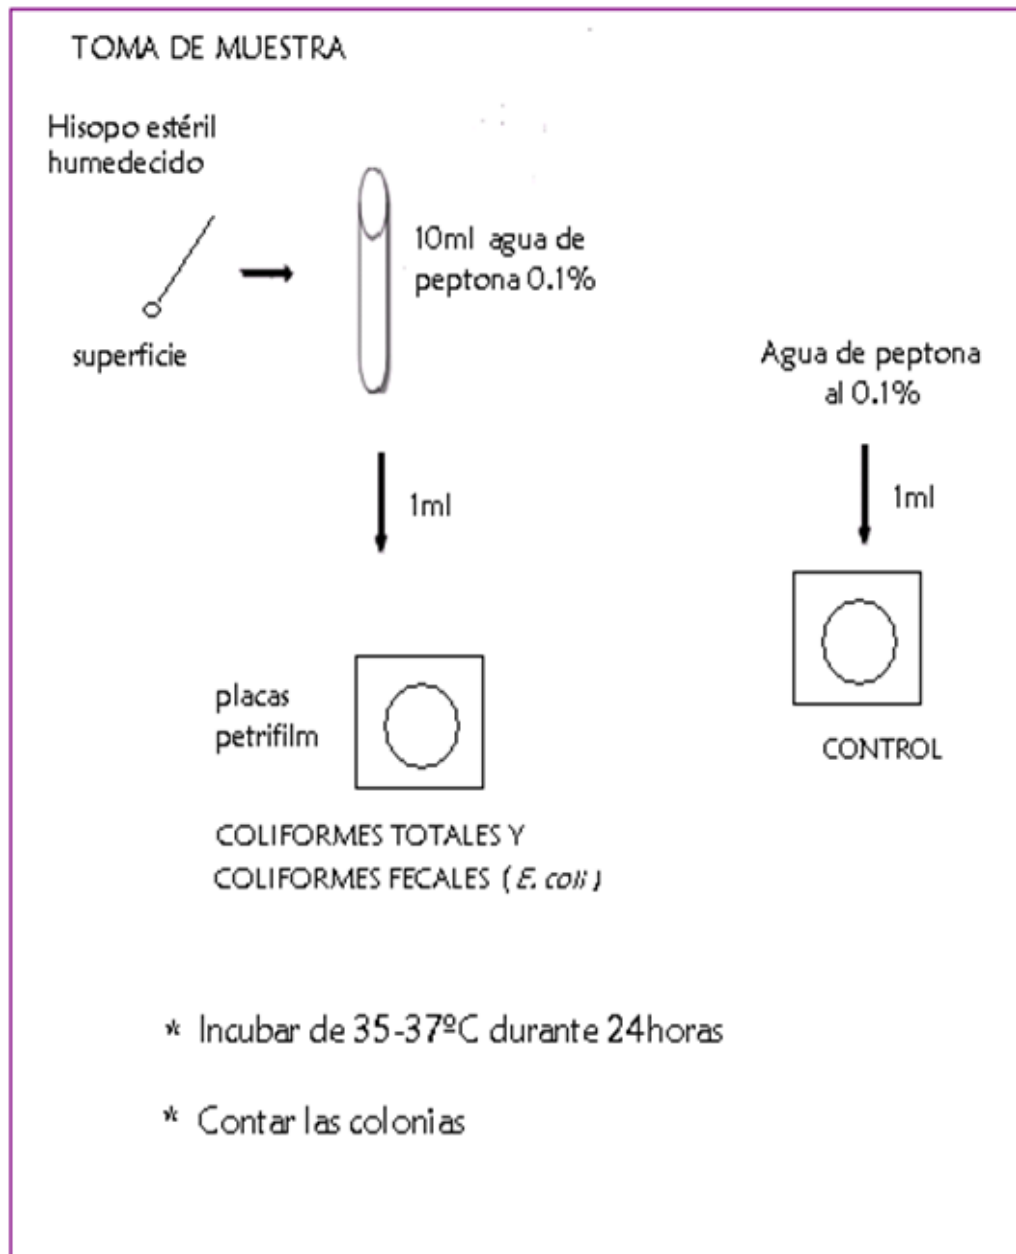 TOMA DE MUESTRA
Hisopo estéril
humedecido
superficie
10ml agua de
peptona 0.1%
1ml
placas
petrifilm
COLIFORMES TOTALES Y
COLIFORMES FECALES (E. coli)
Agua de peptona
al 0.1%
1ml
CONTROL
* Incubar de 35-37ºC durante 24horas
* Contar las colonias